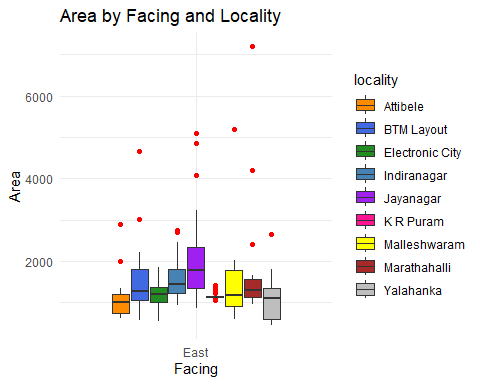 Area by Facing and Locality
Area
6000
4000
2000
East
Facing
locality
Attibele
BTM Layout
Electronic City
Indiranagar
Jayanagar
K R Puram
Malleshwaram
Marathahalli
Yalahanka